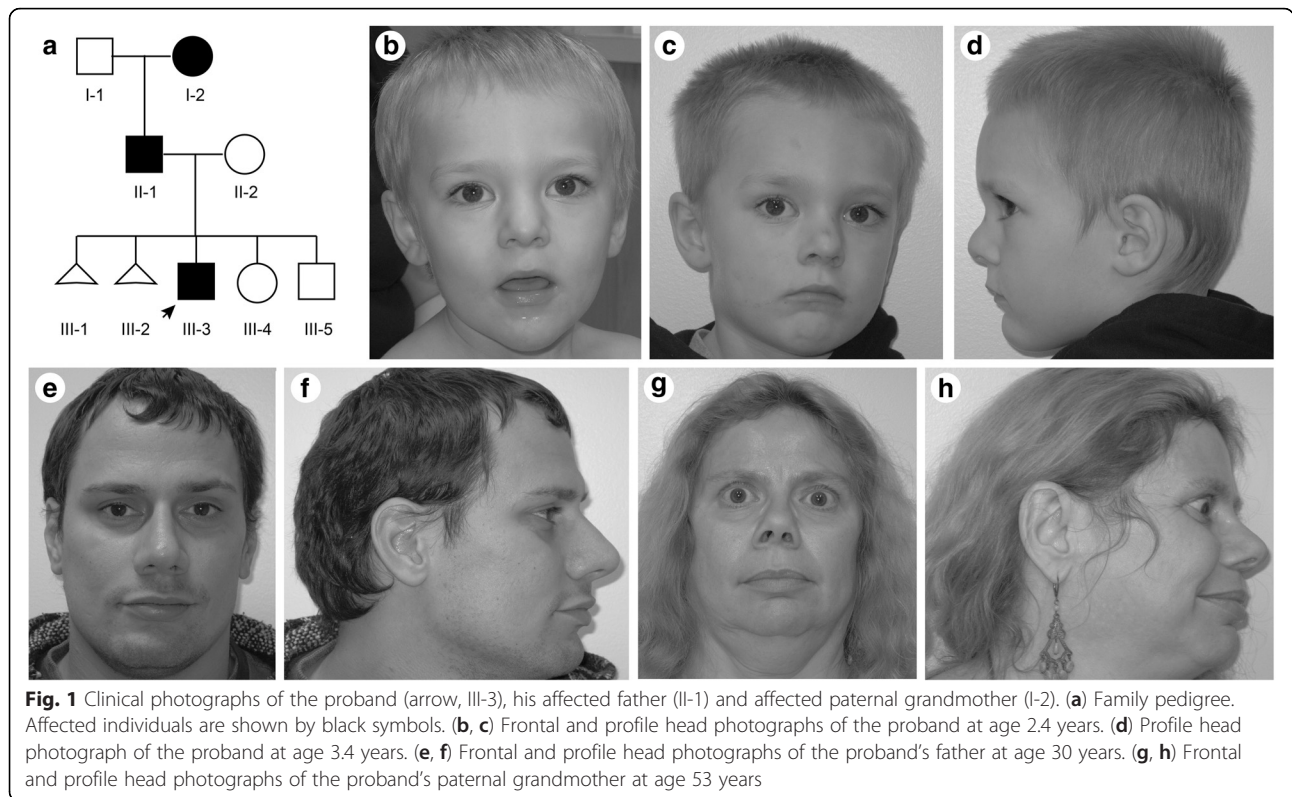 a
b
c
d
I-1
I-2
II-1
II-2
III-1
III-2
III-3
III-4
III-5
e
f
g
h
Fig. 1 Clinical photographs of the proband (arrow, III-3), his affected father (II-1) and affected paternal grandmother (I-2). (a) Family pedigree.
Affected individuals are shown by black symbols. (b, c) Frontal and profile head photographs of the proband at age 2.4 years. (d) Profile head
photograph of the proband at age 3.4 years. (e, f) Frontal and profile head photographs of the proband's father at age 30 years. (g, h) Frontal
and profile head photographs of the proband's paternal grandmother at age 53 years